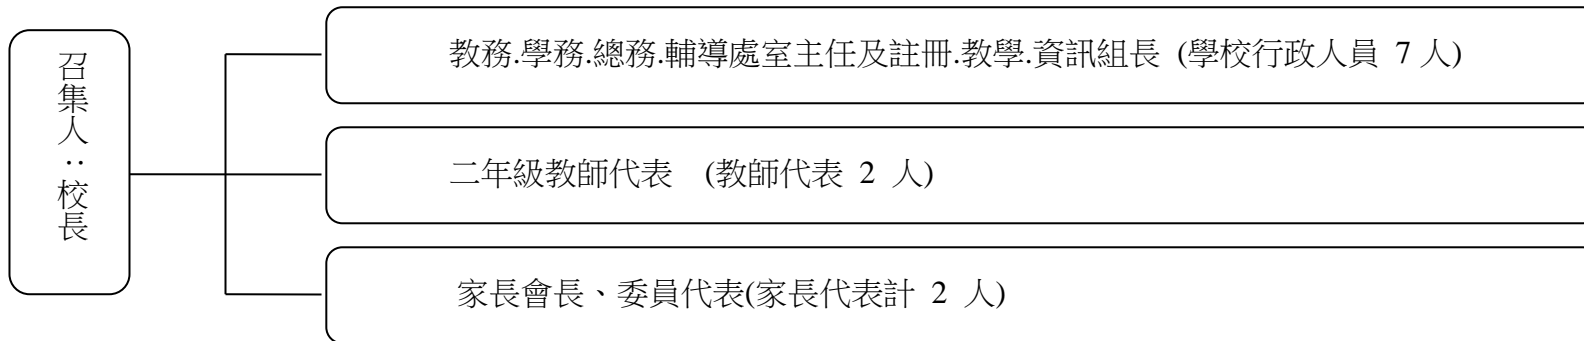 召集人：校長
教務.學務.總務.輔導處室主任及註冊.教學.資訊組長 (學校行政人員 7 人)
二年級教師代表 (教師代表 2 人)
家長會長、委員代表(家長代表計 2 人)